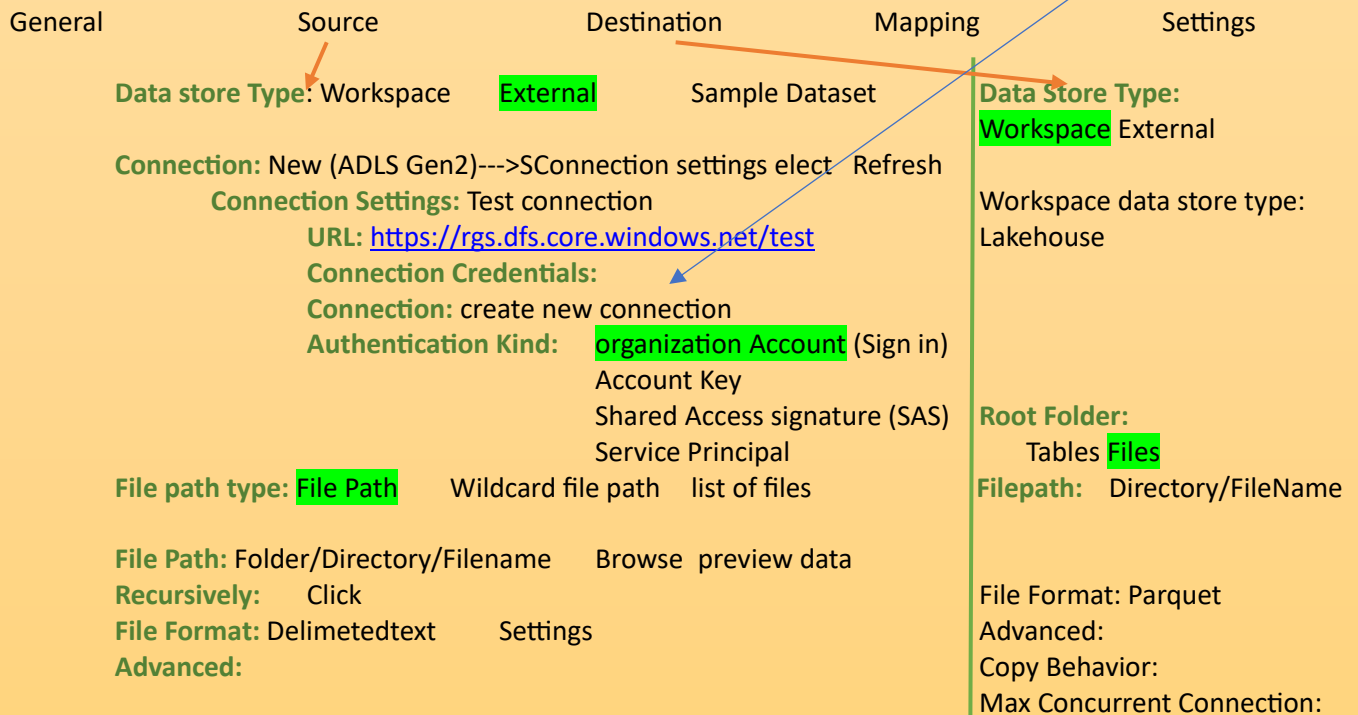 General Source Destination Mapping Settings
Data store Type: Workspace External Sample Dataset
Connection: New (ADLS Gen2)--->SConnection settings elect Refresh
Connection Settings: Test connection
URL: https://rgs.dfs.core.windows.net/test
Connection Credentials:
Connection: create new connection
Authentication Kind: organization Account (Sign in)
Account Key
Shared Access signature (SAS)
Service Principal
File path type: File Path Wildcard file path list of files
File Path: Folder/Directory/Filename Browse preview data
Recursively: Click
File Format: Delimetedtext Settings
Advanced:
Data Store Type:
Workspace External
Workspace data store type:
Lakehouse
Root Folder:
Tables Files
Filepath: Directory/FileName
File Format: Parquet
Advanced:
Copy Behavior:
Max Concurrent Connection: